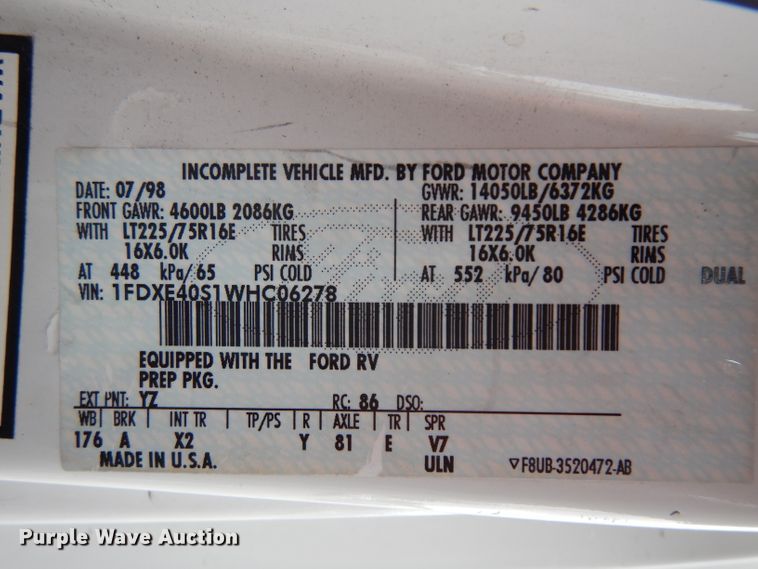 INCOMPLETE VEHICLE MFD. BY FORD MOTOR COMPANY
DATE: 07/98 GVWR: 14050LB/6372KG
FRONT GAWR: 4600LB 2086KG REAR GAWR: 9450LB 4286KG
WITH LT225/75R16E TIRES WITH LT225/75R16E TIRES
16X6.0K RIMS 16X6.0K RIMS
AT 448 kPa/65 PSI COLD AT 552 kPa/80 PSI COLD DUAL
VIN: 1FDXE40S1WHC06278
EQUIPPED WITH THE FORD RV
PREP PKG.
EXT PNT: YZ RC: 86 DSO:
WB BRK INT TR TP/PS R AXLE TR SPR
176 A X2 Y 81 E V7
MADE IN U.S.A. ULN ▽F8UB-3520472-AB
Purple Wave Auction